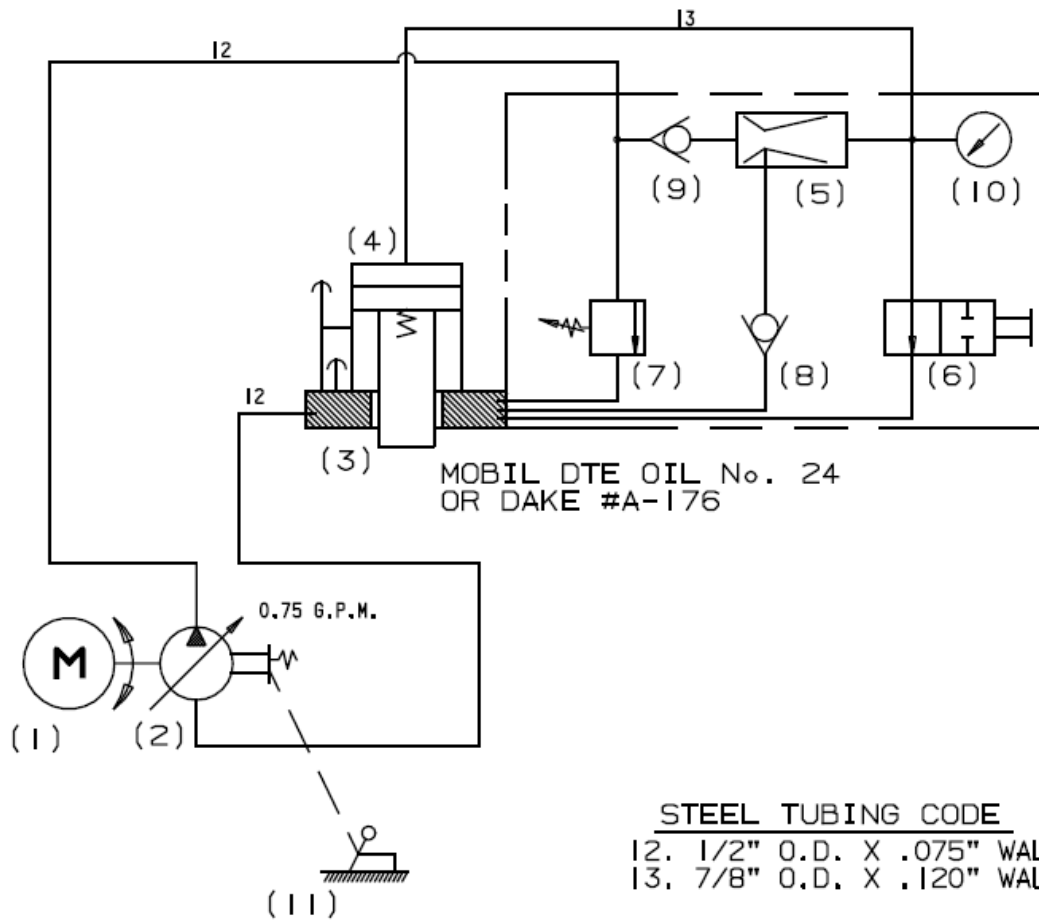 12
13
(9)
(5)
(10)
(4)
(7)
(8)
(6)
12
(3)
MOBIL DTE OIL No. 24
OR DAKE #A-176
0.75 G.P.M.
M
(1)
(2)
STEEL TUBING CODE
12. 1/2" O.D. X .075" WAL
13. 7/8" O.D. X .120" WAL
(11)